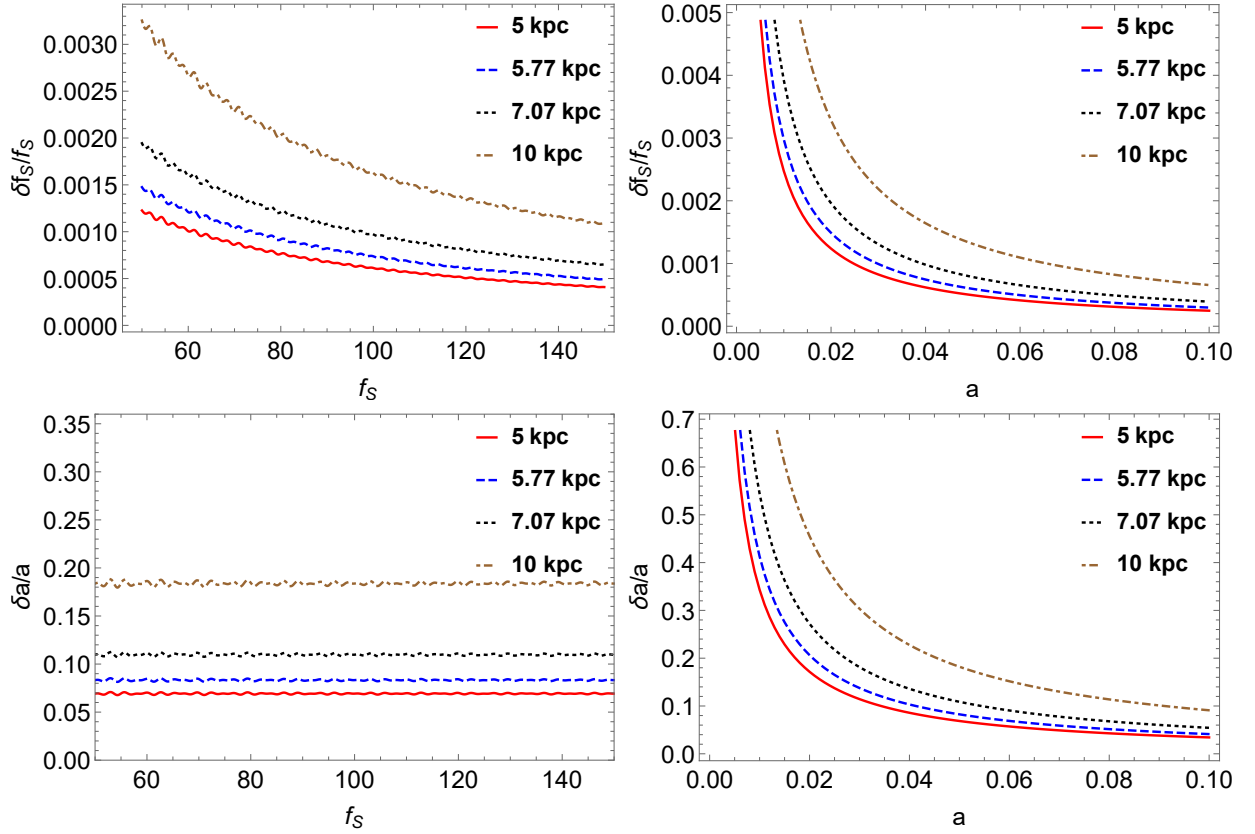 δfS/fS
0.0030
0.0025
0.0020
0.0015
0.0010
0.0005
0.0000
5 kpc
5.77 kpc
7.07 kpc
10 kpc
60 80 100 120 140
fS
δfS/fS
0.005
0.004
0.003
0.002
0.001
0.000
5 kpc
5.77 kpc
7.07 kpc
10 kpc
0.00 0.02 0.04 0.06 0.08 0.10
a
δa/a
0.35
0.30
0.25
0.20
0.15
0.10
0.05
0.00
5 kpc
5.77 kpc
7.07 kpc
10 kpc
60 80 100 120 140
fS
δa/a
0.7
0.6
0.5
0.4
0.3
0.2
0.1
0.0
5 kpc
5.77 kpc
7.07 kpc
10 kpc
0.00 0.02 0.04 0.06 0.08 0.10
a